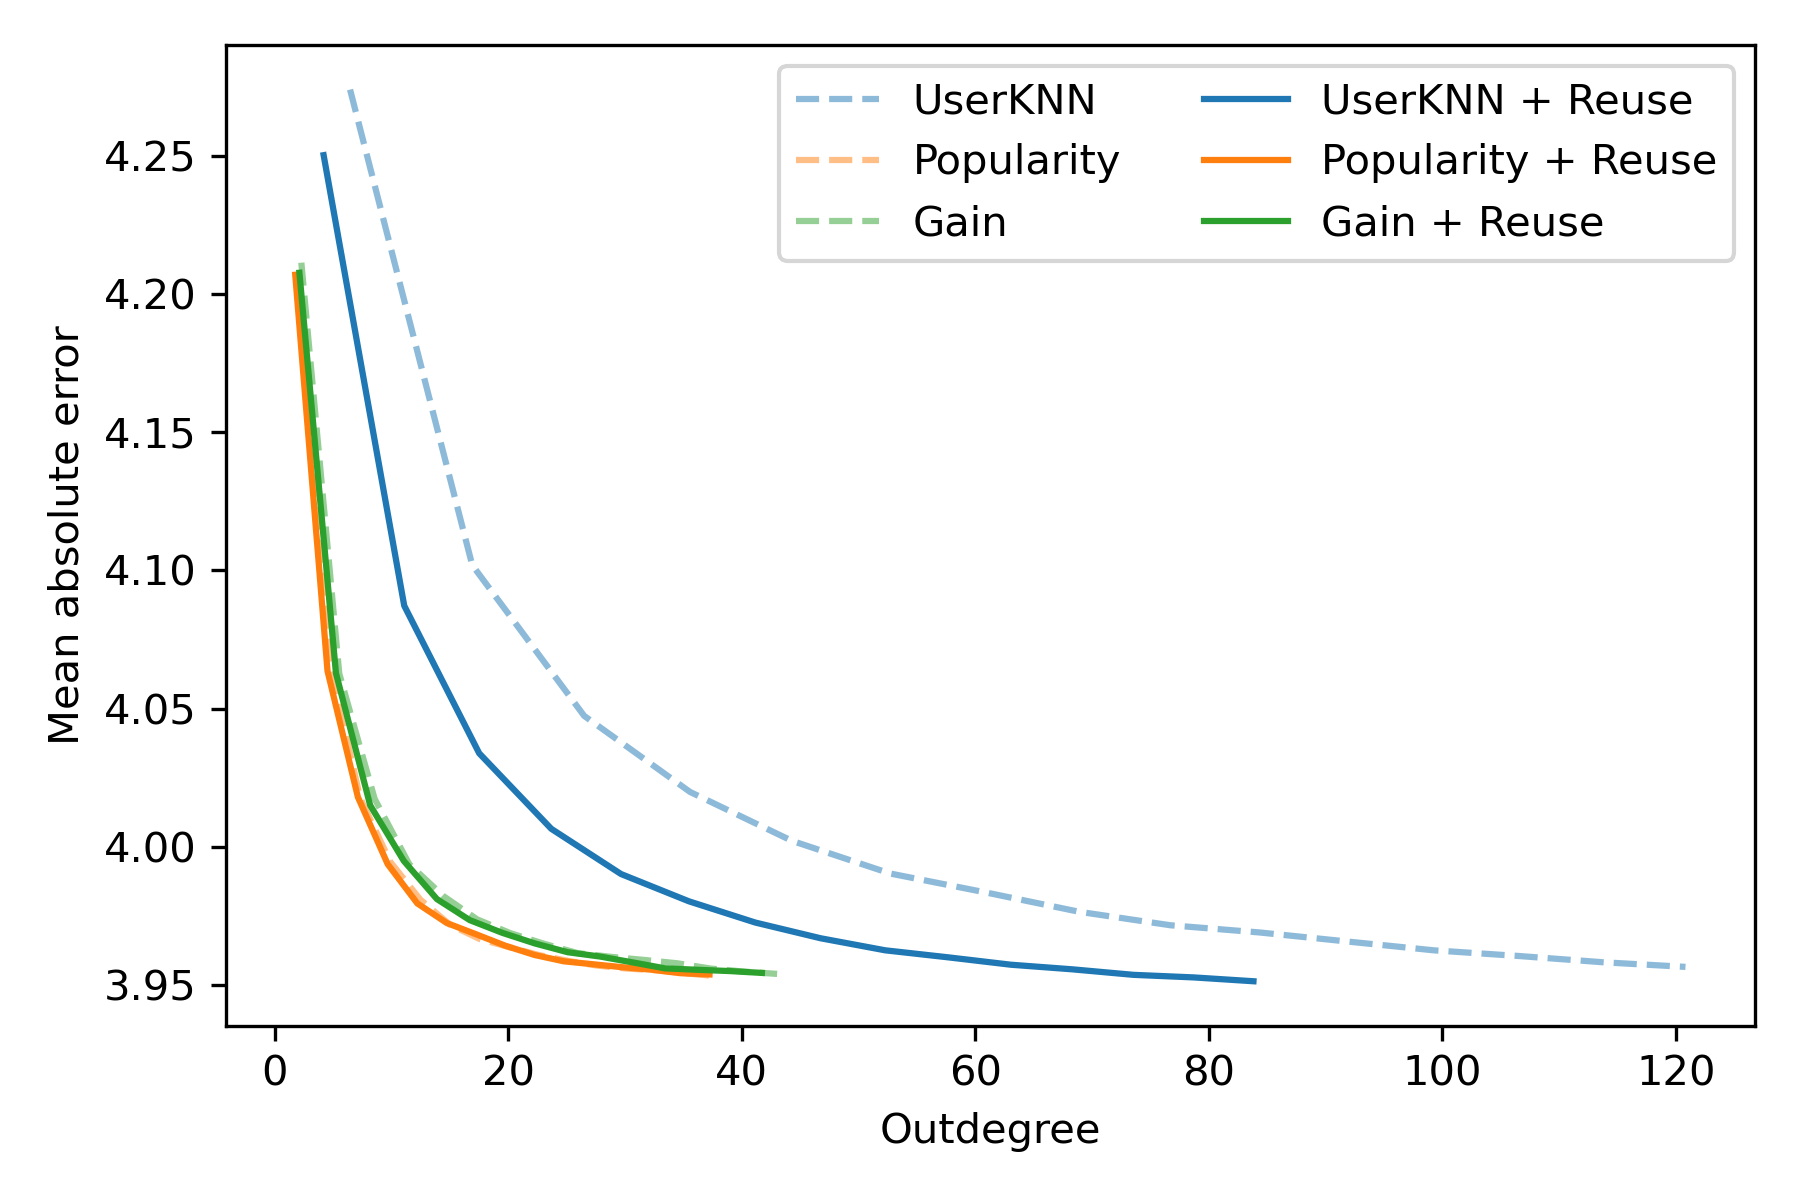 UserKNN
Popularity
Gain
UserKNN + Reuse
Popularity + Reuse
Gain + Reuse
Mean absolute error
4.25
4.20
4.15
4.10
4.05
4.00
3.95
0 20 40 60 80 100 120
Outdegree